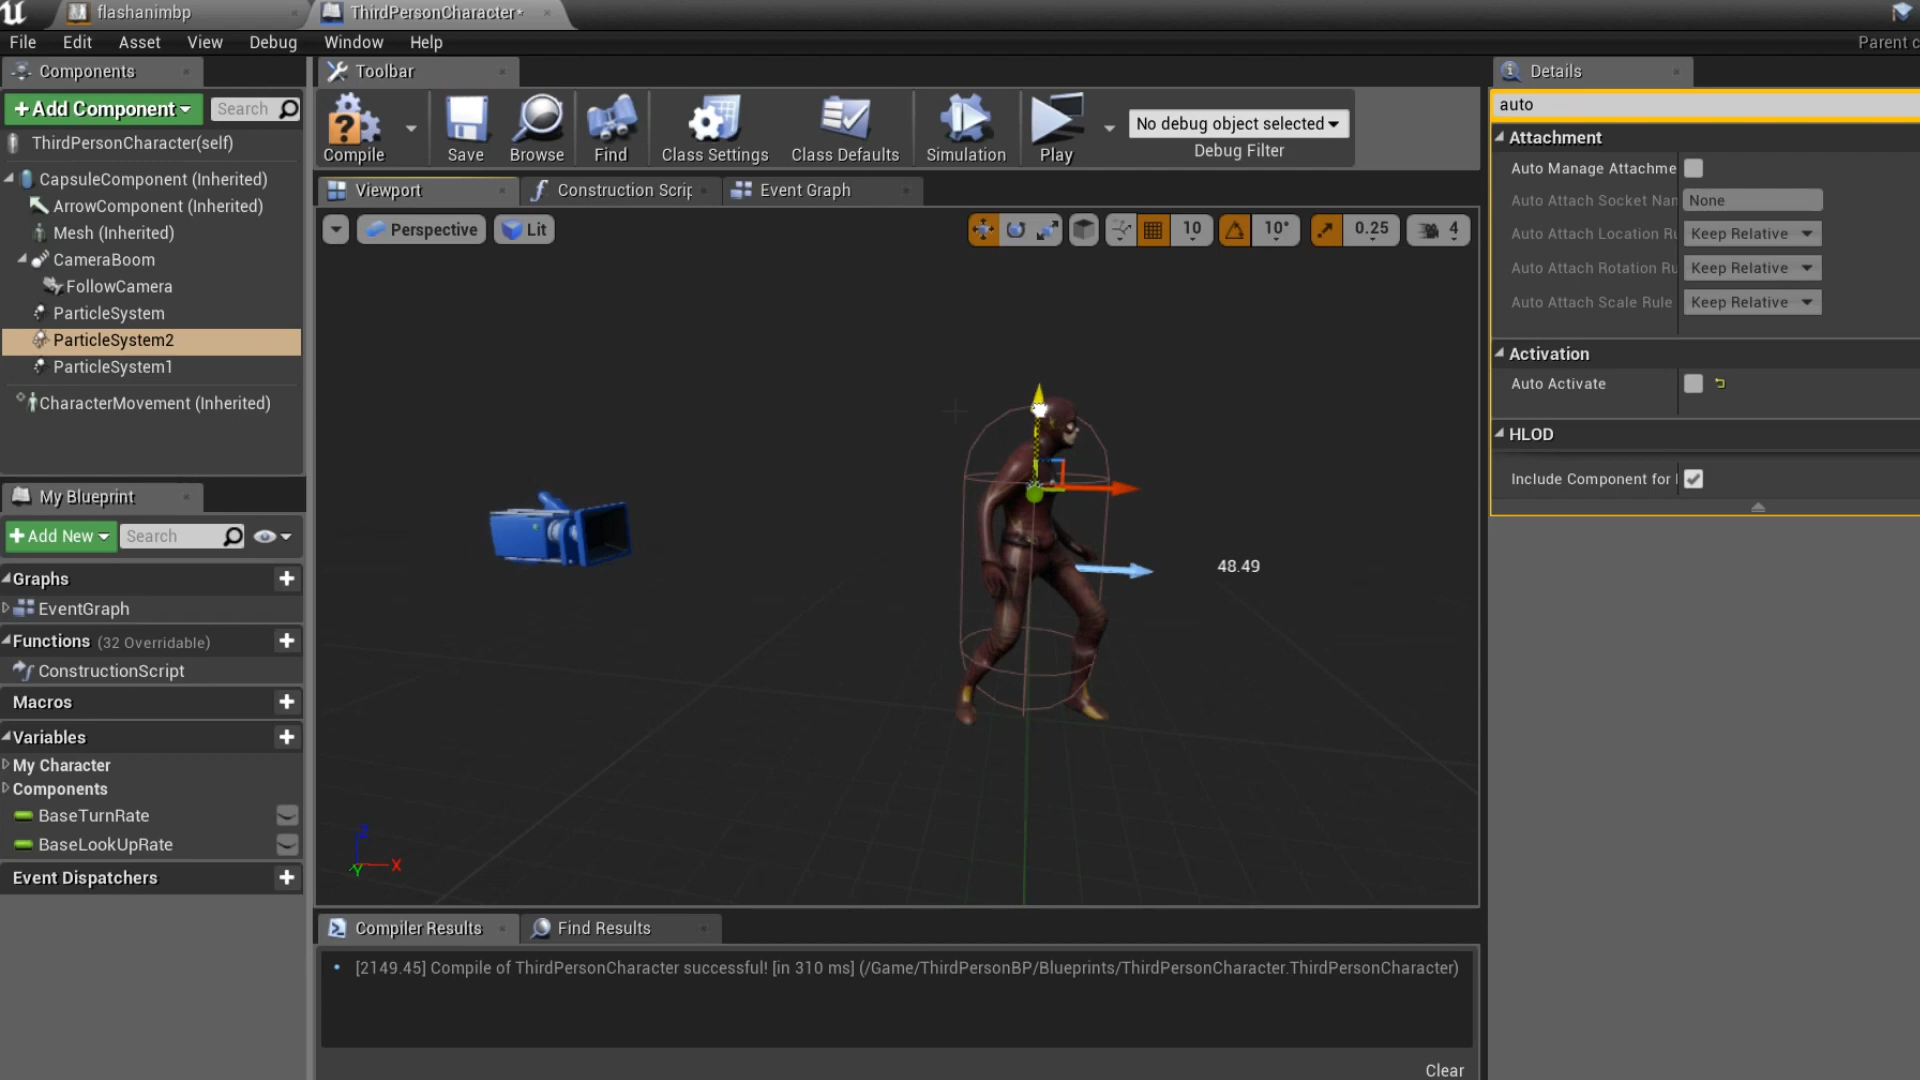 flashanimbp
ThirdPersonCharacter*
File Edit Asset View Debug Window Help
Parent c
Components
Toolbar
Details
Add Component
Search
auto
ThirdPersonCharacter(self)
CapsuleComponent (Inherited)
ArrowComponent (Inherited)
Mesh (Inherited)
CameraBoom
FollowCamera
ParticleSystem
ParticleSystem2
ParticleSystem1
CharacterMovement (Inherited)
Compile
Save
Browse
Find
Class Settings
Class Defaults
Simulation
Play
No debug object selected
Debug Filter
Viewport
Construction Scrip
Event Graph
Perspective
Lit
10
10°
0.25
4
48.49
Z
X
Y
Attachment
Auto Manage Attachme
Auto Attach Socket Nan
None
Auto Attach Location Ru
Keep Relative
Auto Attach Rotation Ru
Keep Relative
Auto Attach Scale Rule
Keep Relative
Activation
Auto Activate
HLOD
Include Component for
My Blueprint
Add New
Search
Graphs
EventGraph
Functions (32 Overridable)
ConstructionScript
Macros
Variables
My Character
Components
BaseTurnRate
BaseLookUpRate
Event Dispatchers
Compiler Results
Find Results
[2149.45] Compile of ThirdPersonCharacter successful! [in 310 ms] (/Game/ThirdPersonBP/Blueprints/ThirdPersonCharacter.ThirdPersonCharacter)
Clear